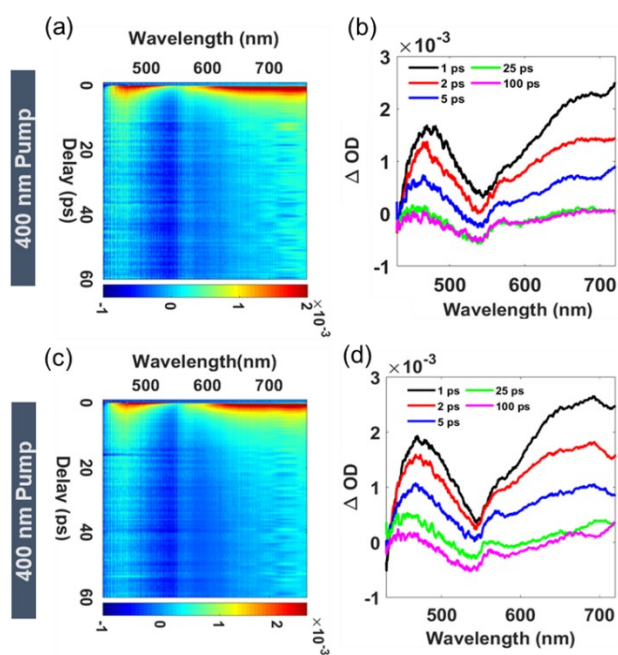 (a)
Wavelength (nm)
500 600 700
400 nm Pump
Delay (ps)
0
20
40
60
-1 0 1 2
×10-3
(b)
×10-3
3
2
1
0
-1
Δ OD
1 ps 25 ps
2 ps 100 ps
5 ps
500 600 700
Wavelength (nm)
(c)
Wavelength(nm)
500 600 700
400 nm Pump
Delay (ps)
0
20
40
60
-1 0 1 2
×10-3
(d)
×10-3
3
2
1
0
-1
Δ OD
1 ps 25 ps
2 ps 100 ps
5 ps
500 600 700
Wavelength (nm)